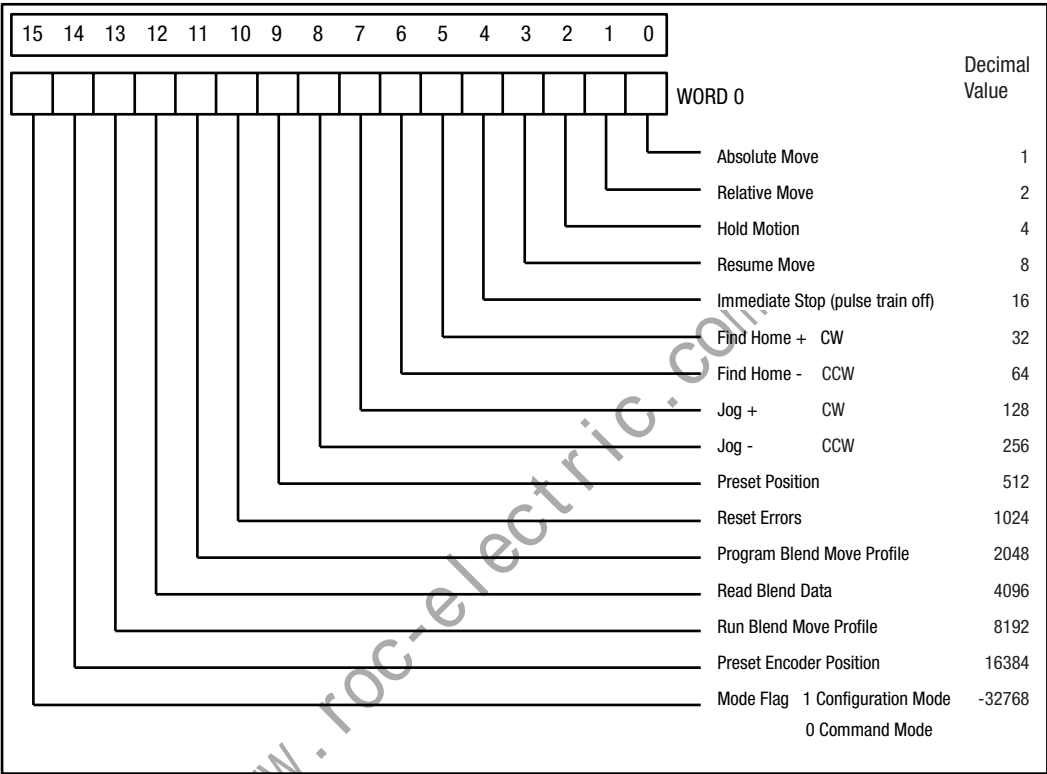 15 14 13 12 11 10 9 8 7 6 5 4 3 2 1 0
Decimal
Value
WORD 0
Absolute Move 1
Relative Move 2
Hold Motion 4
Resume Move 8
Immediate Stop (pulse train off) 16
Find Home + CW 32
Find Home - CCW 64
Jog + CW 128
Jog - CCW 256
Preset Position 512
Reset Errors 1024
Program Blend Move Profile 2048
Read Blend Data 4096
Run Blend Move Profile 8192
Preset Encoder Position 16384
Mode Flag 1 Configuration Mode -32768
0 Command Mode
www.roc-electric.com